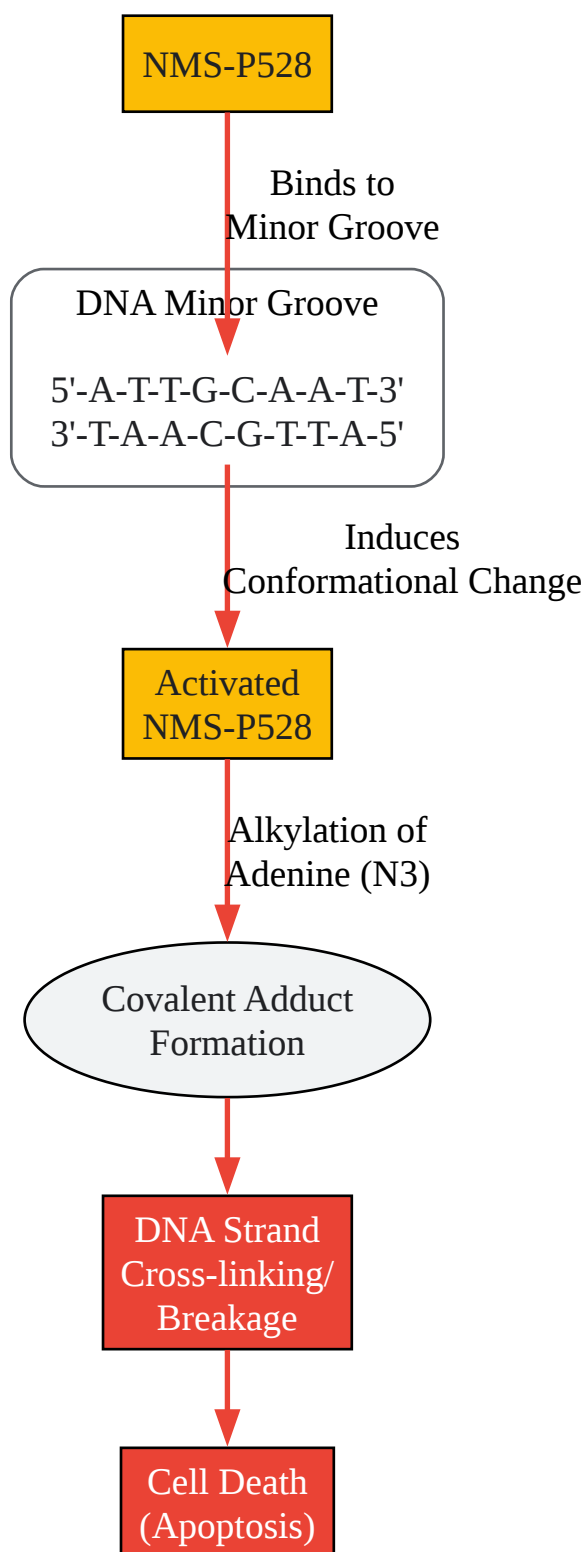 NMS-P528
Binds to
Minor Groove
DNA Minor Groove
5'-A-T-T-G-C-A-A-T-3'
3'-T-A-A-C-G-T-T-A-5'
Induces
Conformational Change
Activated
NMS-P528
Alkylation of
Adenine (N3)
Covalent Adduct
Formation
DNA Strand
Cross-linking/
Breakage
Cell Death
(Apoptosis)